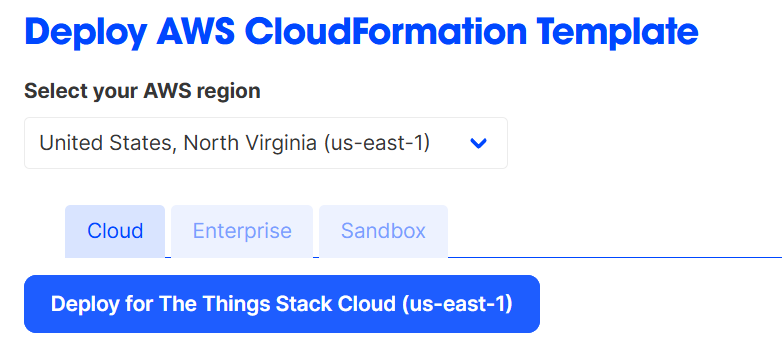 Deploy AWS CloudFormation Template
Select your AWS region
United States, North Virginia (us-east-1)
Cloud Enterprise Sandbox
Deploy for The Things Stack Cloud (us-east-1)